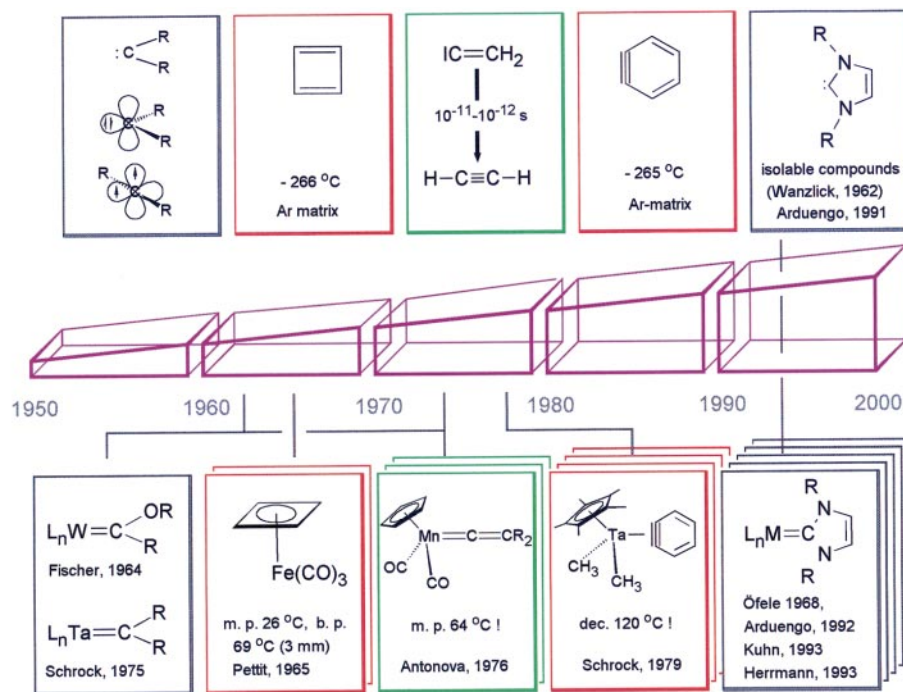 :C
R
R
C
R
R
R
C
R
- 266 °C
Ar matrix
IC=CH₂
10⁻¹¹-10⁻¹² s
H−C≡C−H
- 265 °C
Ar-matrix
R
N
N
R
isolable compounds
(Wanzlick, 1962)
Arduengo, 1991
1950
1960
1970
1980
1990
2000
LₙW=C
OR
R
Fischer, 1964
LₙTa=C
R
R
Schrock, 1975
Fe(CO)₃
m. p. 26 °C, b. p.
69 °C (3 mm)
Pettit, 1965
Mn=C=CR₂
OC
CO
m. p. 64 °C !
Antonova, 1976
Ta
CH₃
CH₃
dec. 120 °C !
Schrock, 1979
R
N
LₙM=C
N
R
Öfele 1968,
Arduengo, 1992
Kuhn, 1993
Herrmann, 1993